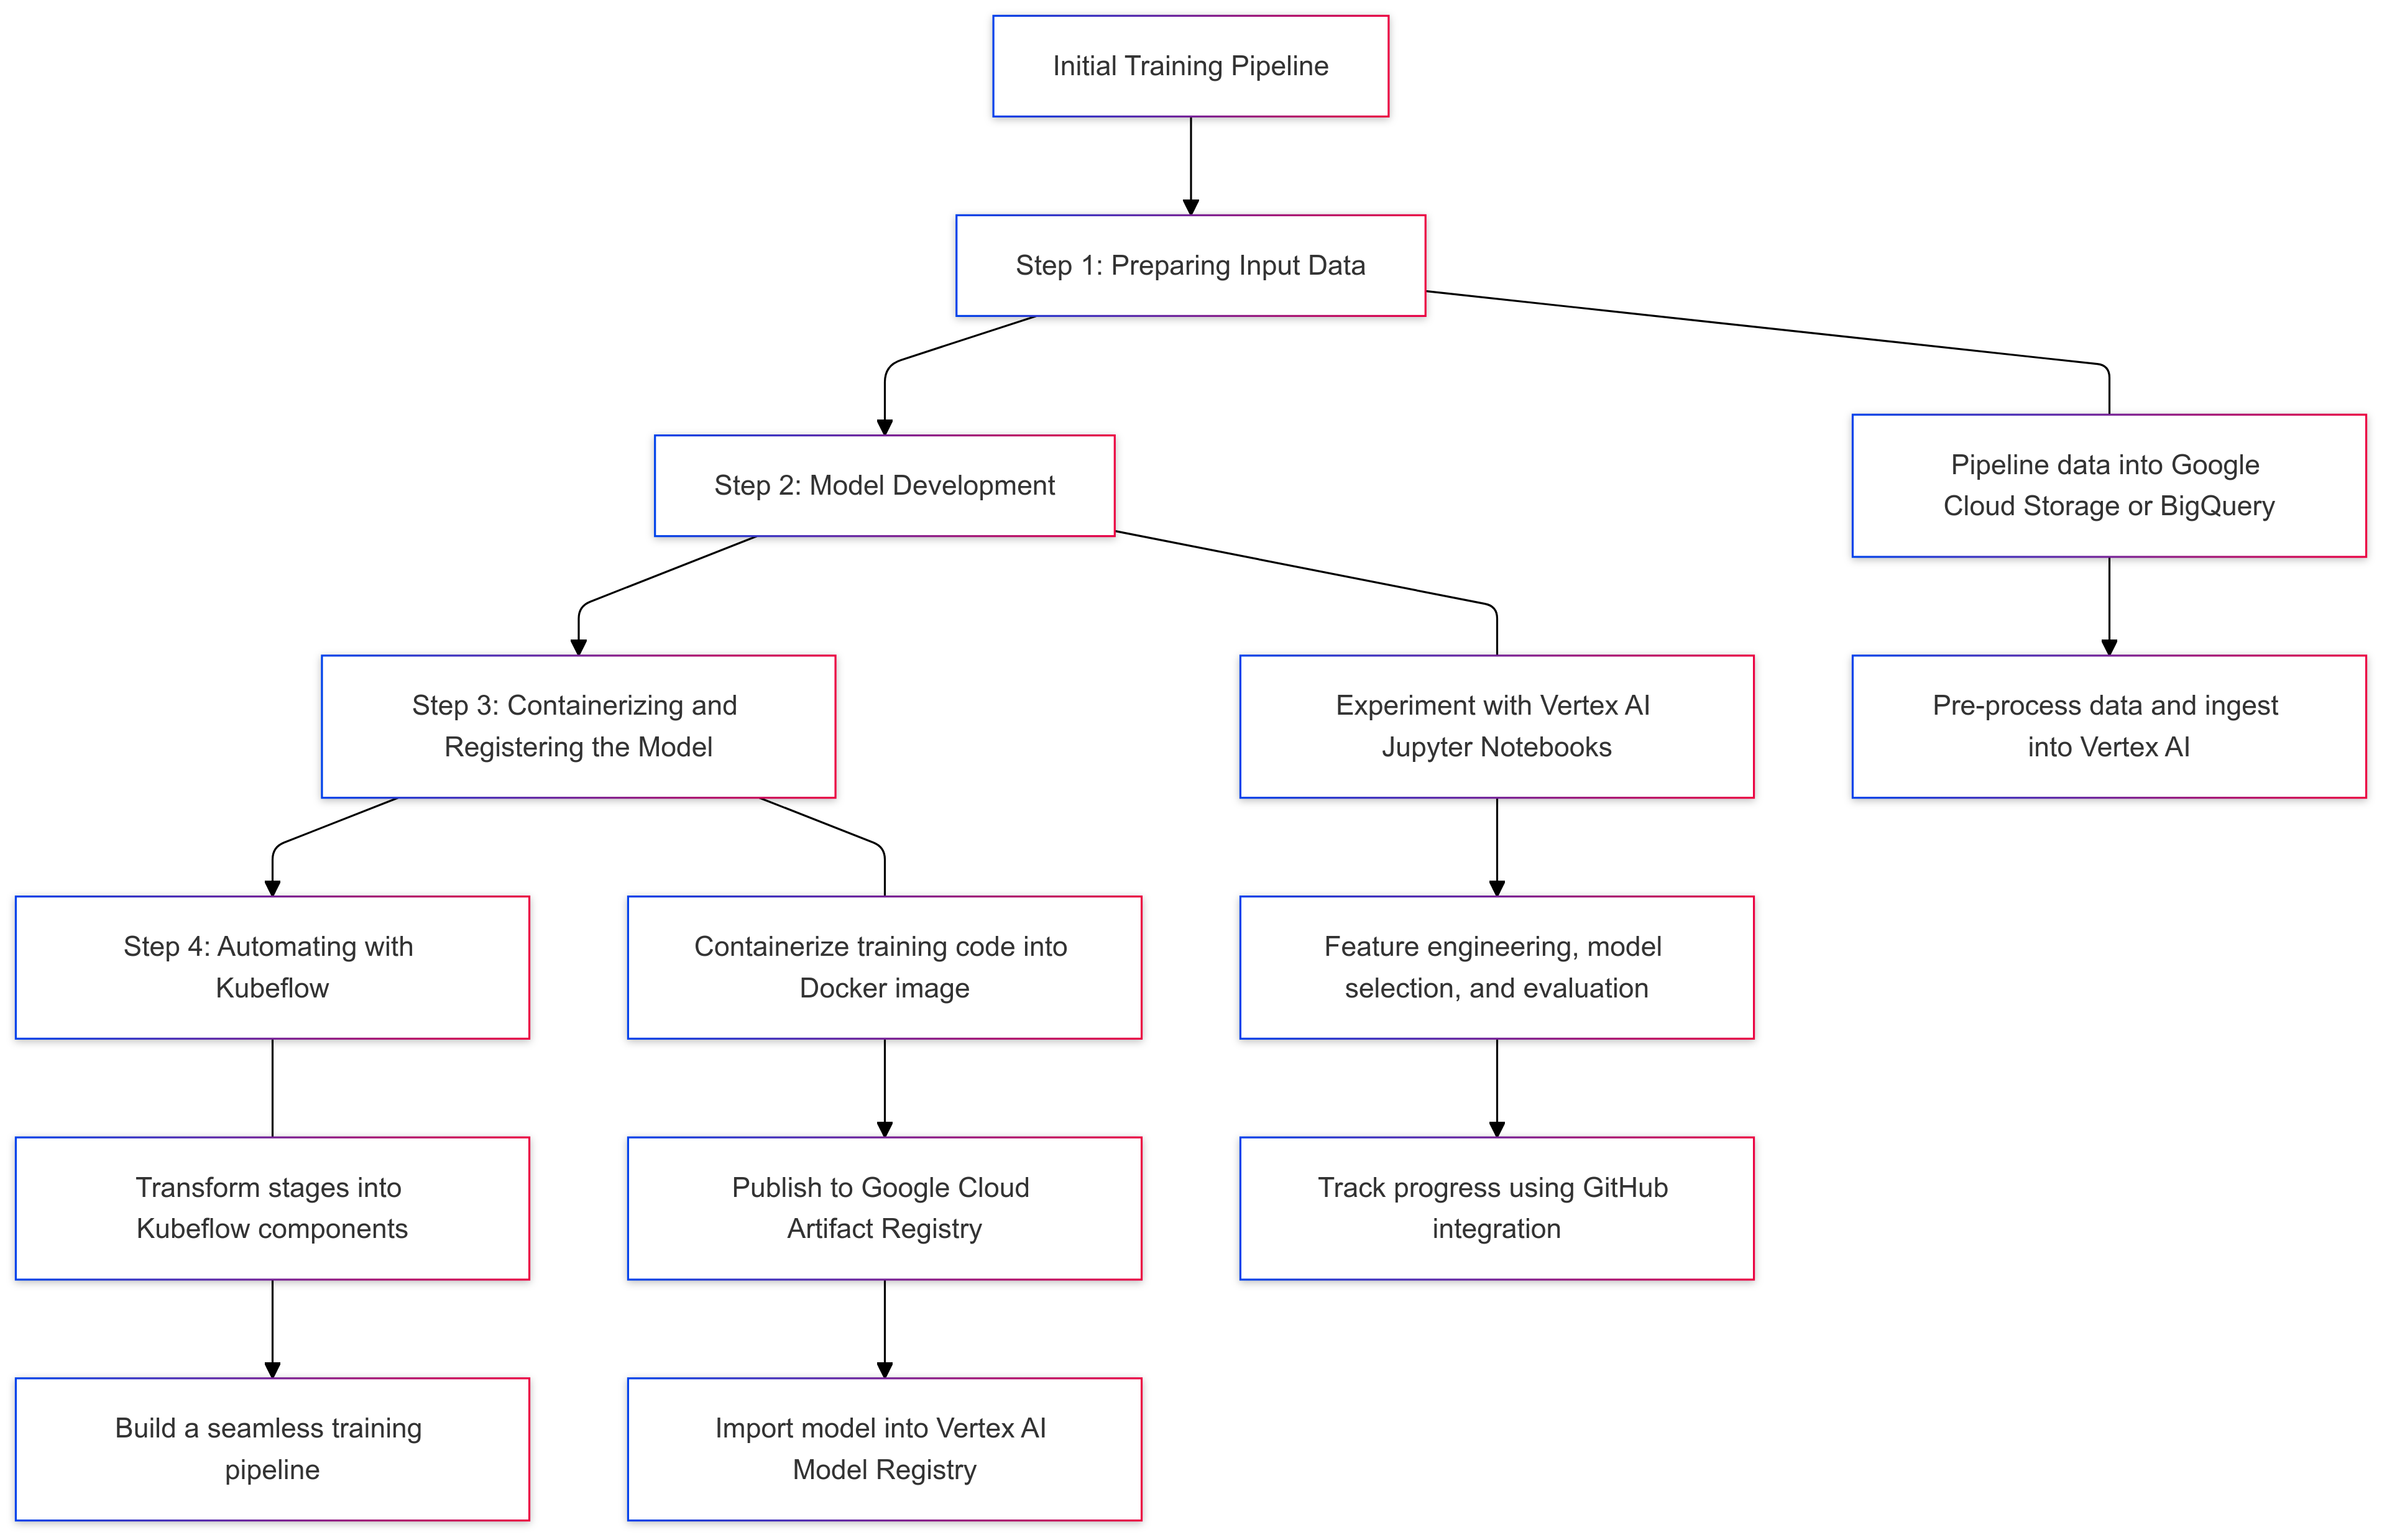 Initial Training Pipeline
Step 1: Preparing Input Data
Step 2: Model Development
Pipeline data into Google
Cloud Storage or BigQuery
Step 3: Containerizing and
Registering the Model
Experiment with Vertex AI
Jupyter Notebooks
Pre-process data and ingest
into Vertex AI
Step 4: Automating with
Kubeflow
Containerize training code into
Docker image
Feature engineering, model
selection, and evaluation
Transform stages into
Kubeflow components
Publish to Google Cloud
Artifact Registry
Track progress using GitHub
integration
Build a seamless training
pipeline
Import model into Vertex AI
Model Registry